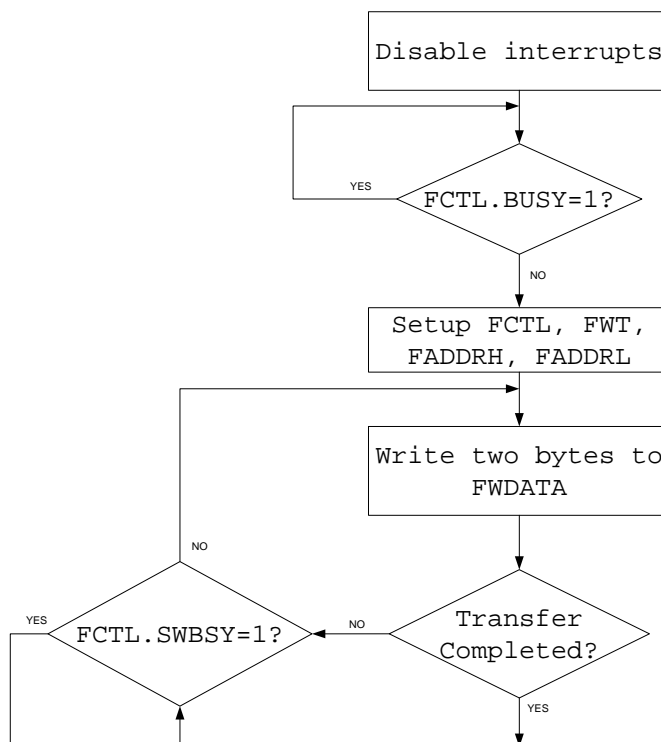 Disable interrupts
YES
FCTL.BUSY=1?
NO
Setup FCTL, FWT,
FADDRH, FADDRL
Write two bytes to
FWDATA
NO
YES
FCTL.SWBSY=1?
NO
Transfer
Completed?
YES